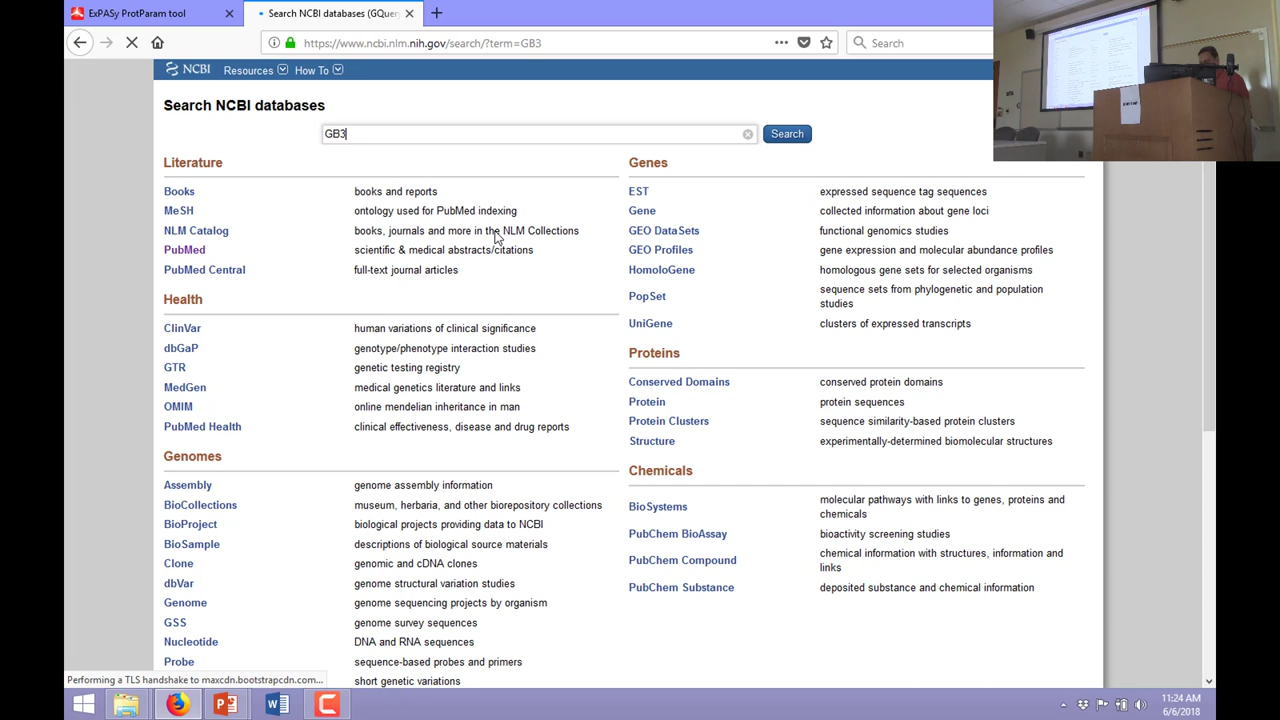 ExPASy ProtParam tool
Search NCBI databases (GQuery
https://www.ncbi.nlm.nih.gov/search/?term=GB3
Search
NCBI Resources How To
Search NCBI databases
GB3
Search
Literature
Books books and reports
MeSH ontology used for PubMed indexing
NLM Catalog books, journals and more in the NLM Collections
PubMed scientific & medical abstracts/citations
PubMed Central full-text journal articles
Health
ClinVar human variations of clinical significance
dbGaP genotype/phenotype interaction studies
GTR genetic testing registry
MedGen medical genetics literature and links
OMIM online mendelian inheritance in man
PubMed Health clinical effectiveness, disease and drug reports
Genomes
Assembly genome assembly information
BioCollections museum, herbaria, and other biorepository collections
BioProject biological projects providing data to NCBI
BioSample descriptions of biological source materials
Clone genomic and cDNA clones
dbVar genome structural variation studies
Genome genome sequencing projects by organism
GSS genome survey sequences
Nucleotide DNA and RNA sequences
Probe sequence-based probes and primers
short genetic variations
Genes
EST expressed sequence tag sequences
Gene collected information about gene loci
GEO DataSets functional genomics studies
GEO Profiles gene expression and molecular abundance profiles
HomoloGene homologous gene sets for selected organisms
PopSet sequence sets from phylogenetic and population
studies
UniGene clusters of expressed transcripts
Proteins
Conserved Domains conserved protein domains
Protein protein sequences
Protein Clusters sequence similarity-based protein clusters
Structure experimentally-determined biomolecular structures
Chemicals
BioSystems molecular pathways with links to genes, proteins and
chemicals
PubChem BioAssay bioactivity screening studies
PubChem Compound chemical information with structures, information and
links
PubChem Substance deposited substance and chemical information
Performing a TLS handshake to maxcdn.bootstrapcdn.com...
11:24 AM
6/6/2018